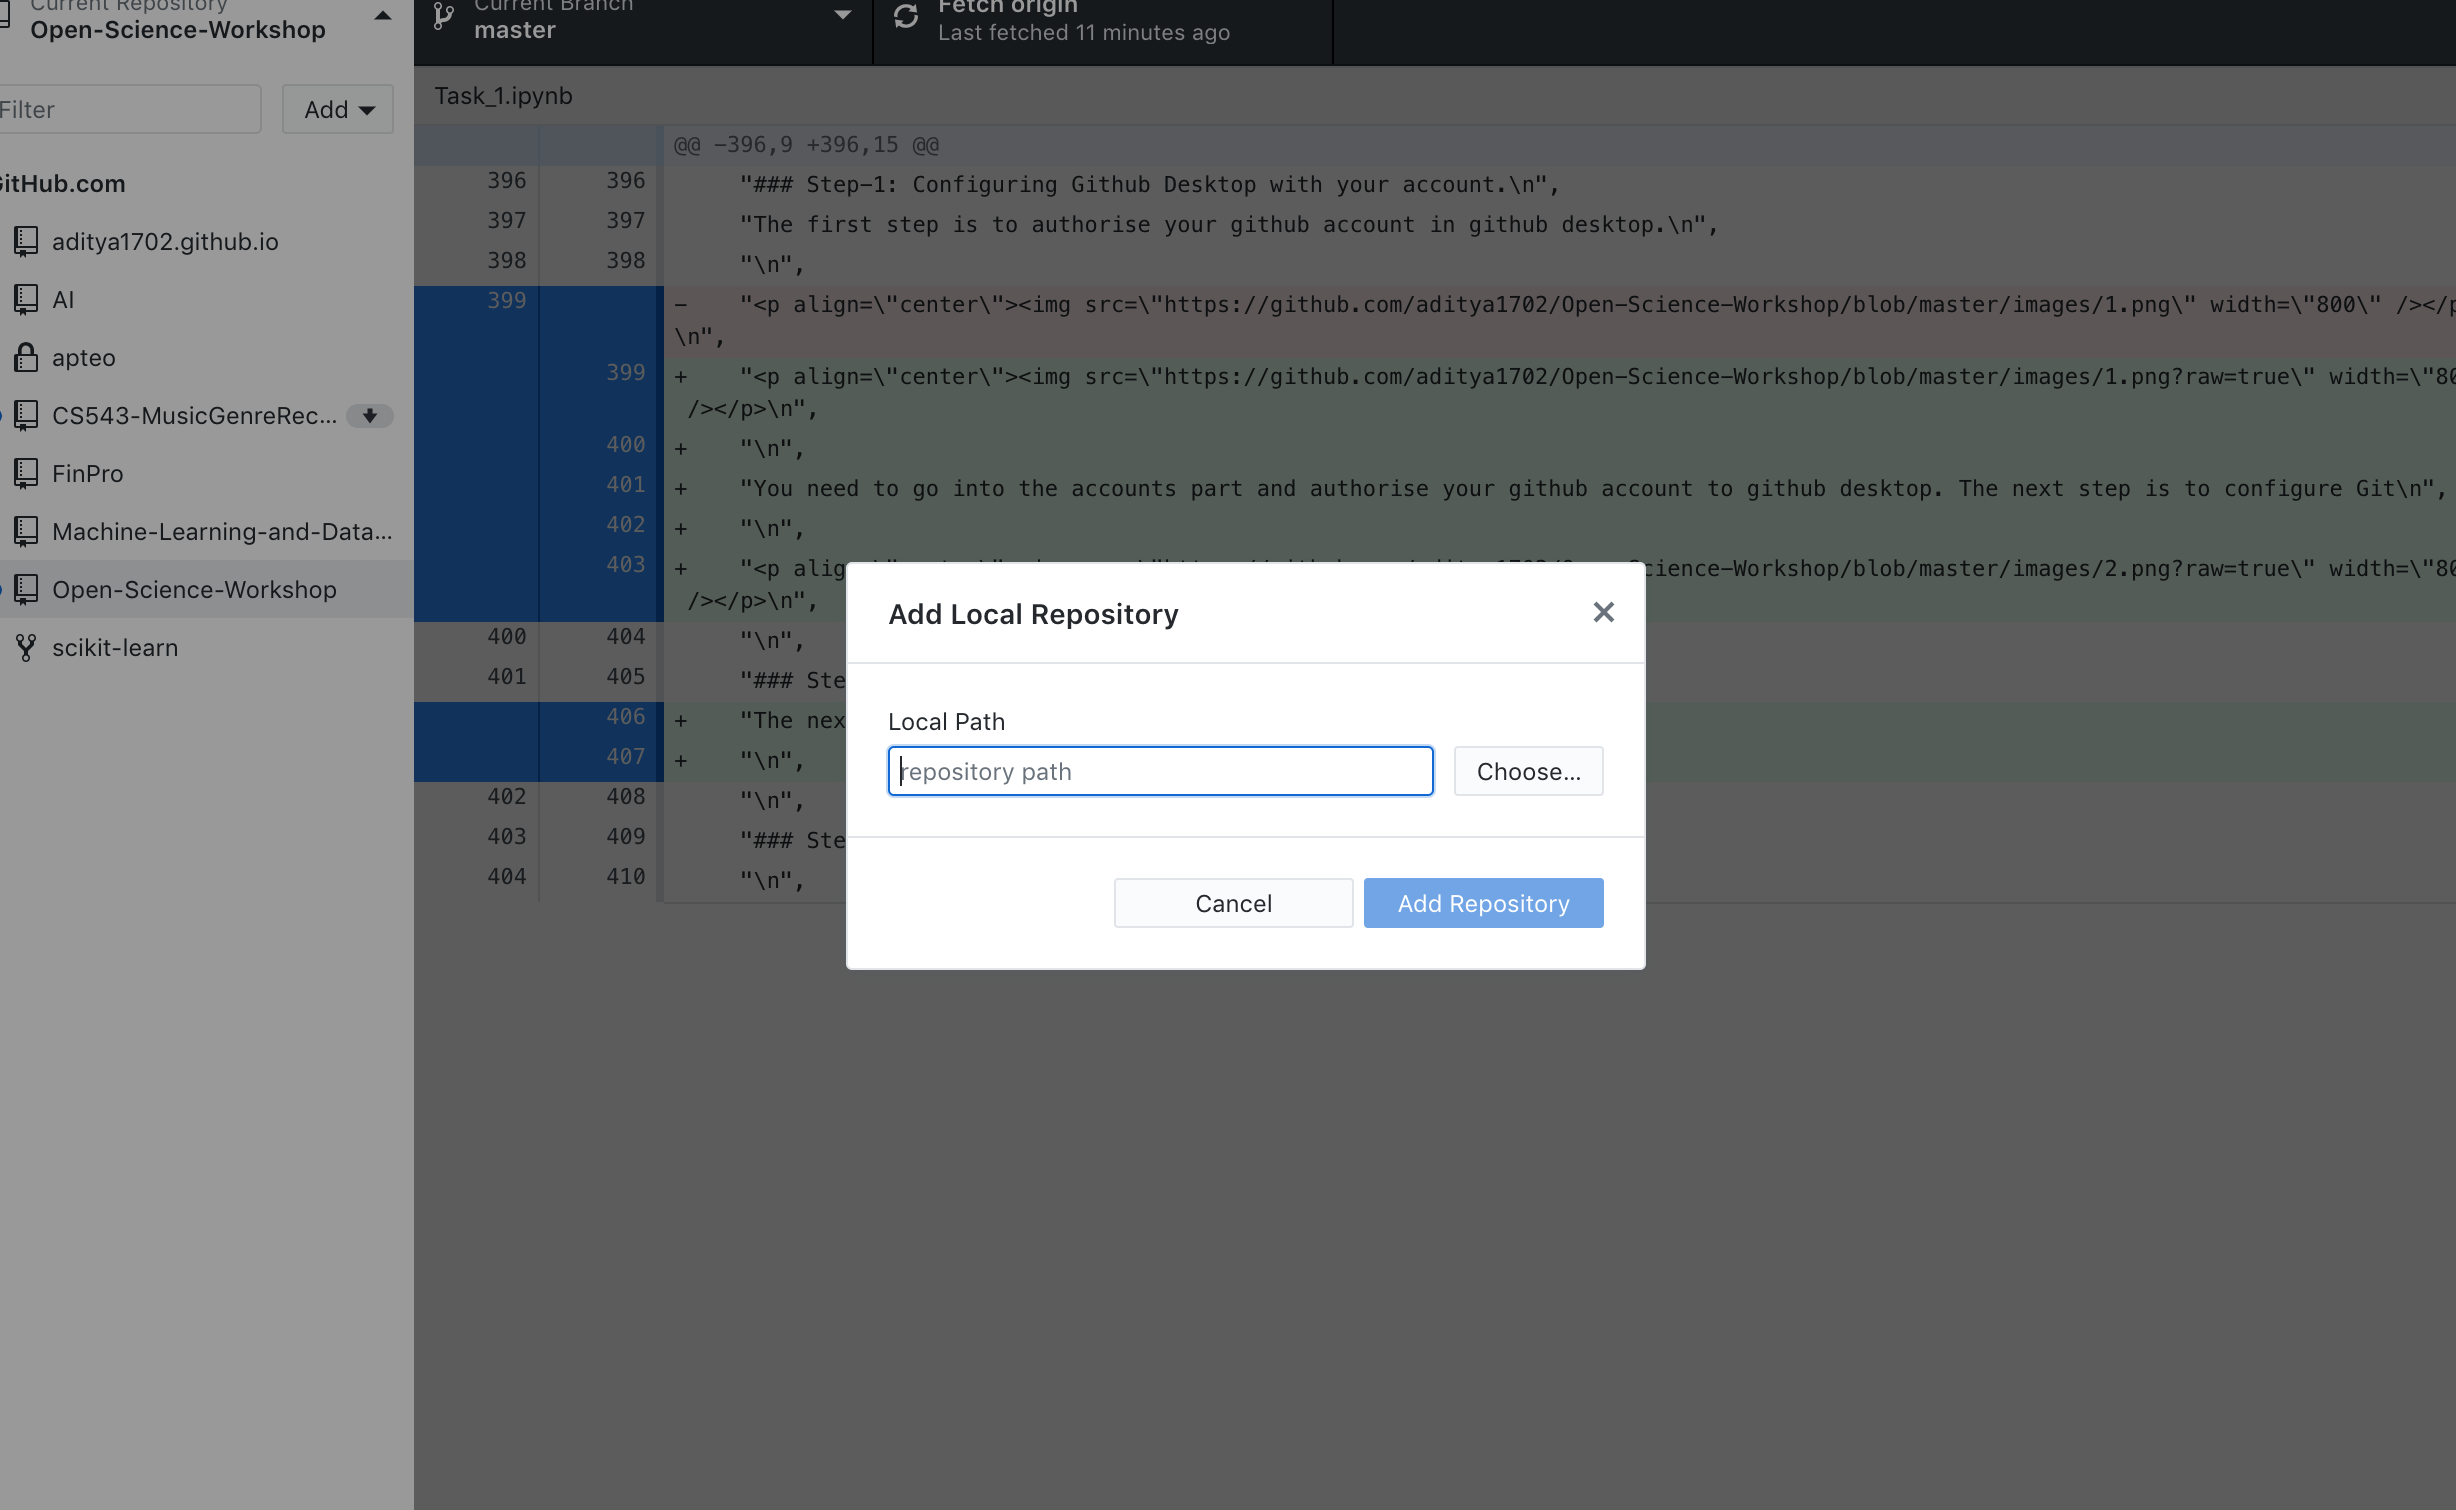 Current Repository
Open-Science-Workshop
Current Branch
master
Fetch origin
Last fetched 11 minutes ago
Filter
Add
GitHub.com
aditya1702.github.io
AI
apteo
CS543-MusicGenreRec...
FinPro
Machine-Learning-and-Data...
Open-Science-Workshop
scikit-learn
Task_1.ipynb
@@ -396,9 +396,15 @@
396 396 "### Step-1: Configuring Github Desktop with your account.\n",
397 397 "The first step is to authorise your github account in github desktop.\n",
398 398 "\n",
399 - "<p align=\"center\"><img src=\"https://github.com/aditya1702/Open-Science-Workshop/blob/master/images/1.png\" width=\"800\" /></p
\n",
399 + "<p align=\"center\"><img src=\"https://github.com/aditya1702/Open-Science-Workshop/blob/master/images/1.png?raw=true\" width=\"80
/></p>\n",
400 + "\n",
401 + "You need to go into the accounts part and authorise your github account to github desktop. The next step is to configure Git\n",
402 + "\n",
403 + "<p alig cience-Workshop/blob/master/images/2.png?raw=true\" width=\"80
/></p>\n",
400 404 "\n",
401 405 "### Ste
406 + "The nex
407 + "\n",
402 408 "\n",
403 409 "### Ste
404 410 "\n",
Add Local Repository
Local Path
repository path
Choose...
Cancel
Add Repository